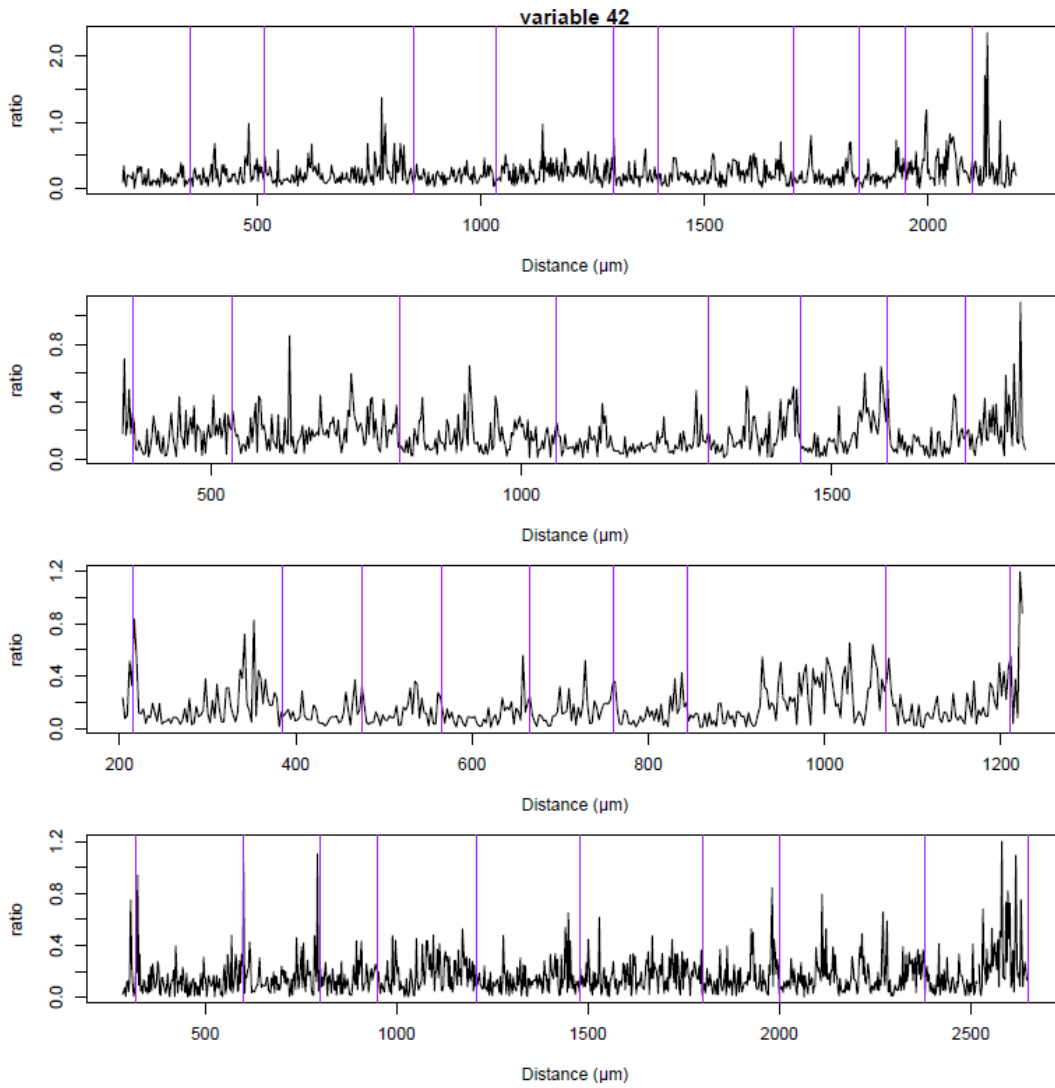 variable 42
ratio
0.0 1.0 2.0
500 1000 1500 2000
Distance (µm)
ratio
0.0 0.4 0.8
500 1000 1500
Distance (µm)
ratio
0.0 0.4 0.8 1.2
200 400 600 800 1000 1200
Distance (µm)
ratio
0.0 0.4 0.8 1.2
500 1000 1500 2000 2500
Distance (µm)